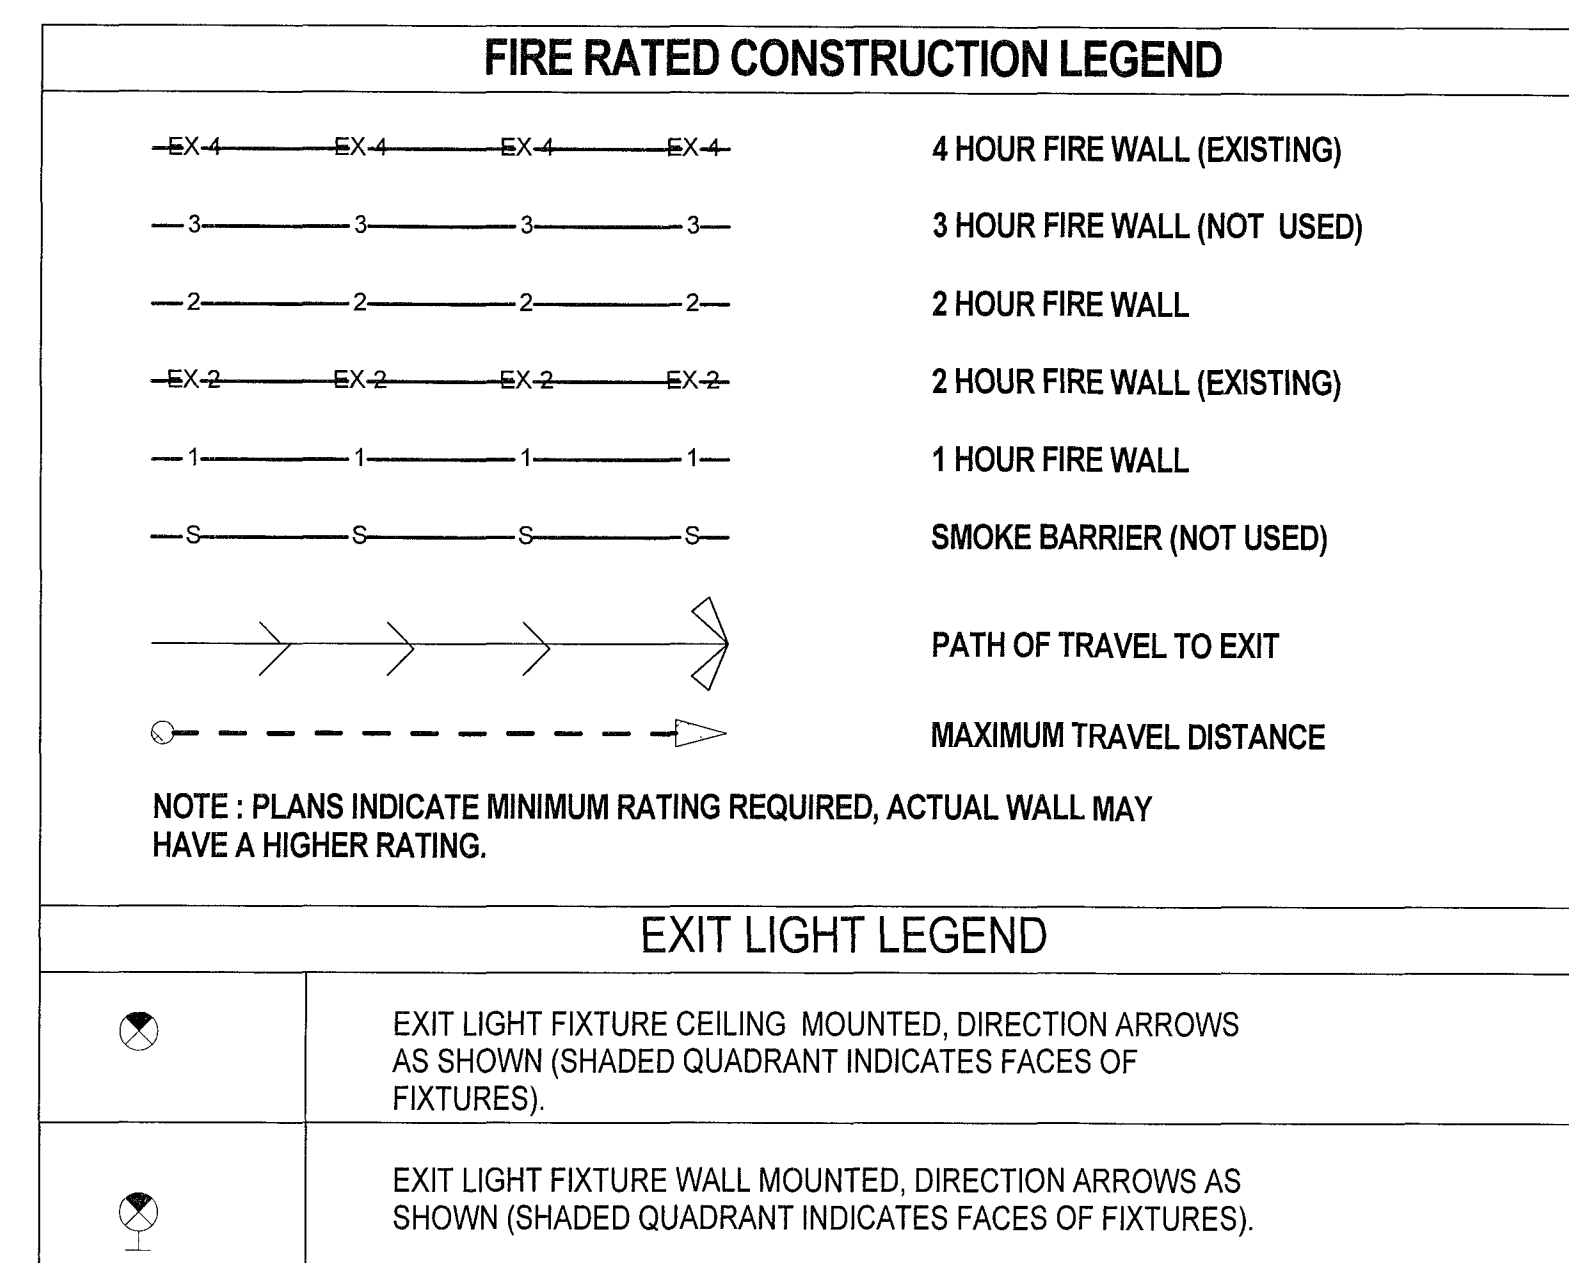 FIRE RATED CONSTRUCTION LEGEND
EX-4 EX-4 EX-4 EX-4 4 HOUR FIRE WALL (EXISTING)
3 3 3 3 3 HOUR FIRE WALL (NOT USED)
2 2 2 2 2 HOUR FIRE WALL
EX-2 EX-2 EX-2 EX-2 2 HOUR FIRE WALL (EXISTING)
1 1 1 1 1 HOUR FIRE WALL
S S S S SMOKE BARRIER (NOT USED)
PATH OF TRAVEL TO EXIT
MAXIMUM TRAVEL DISTANCE
NOTE : PLANS INDICATE MINIMUM RATING REQUIRED, ACTUAL WALL MAY
HAVE A HIGHER RATING.
EXIT LIGHT LEGEND
EXIT LIGHT FIXTURE CEILING MOUNTED, DIRECTION ARROWS
AS SHOWN (SHADED QUADRANT INDICATES FACES OF
FIXTURES).
EXIT LIGHT FIXTURE WALL MOUNTED, DIRECTION ARROWS AS
SHOWN (SHADED QUADRANT INDICATES FACES OF FIXTURES).